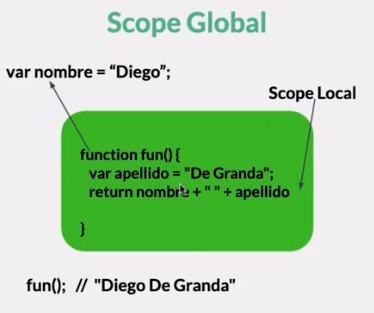 Scope Global
var nombre = “Diego”;
Scope Local
function fun() {
var apellido = "De Granda";
return nombre + " " + apellido
}
fun(); // "Diego De Granda"